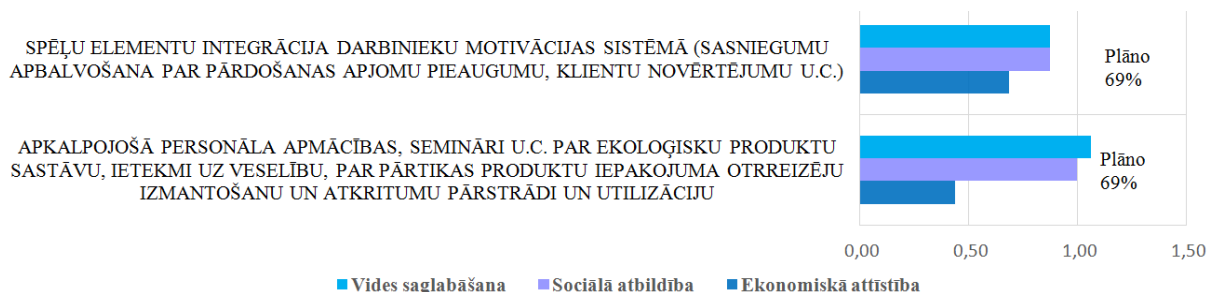 SPĒĻU ELEMENTU INTEGRĀCIJA DARBINIEKU MOTIVĀCIJAS SISTĒMĀ (SASNIEGUMU
APBALVOŠANA PAR PĀRDOŠANAS APJOMU PIEAUGUMU, KLIENTU NOVĒRTĒJUMU U.C.)
Plāno
69%
APKALPOJOŠĀ PERSONĀLA APMĀCĪBAS, SEMINĀRI U.C. PAR EKOLOĢISKU PRODUKTU
SASTĀVU, IETEKMI UZ VESELĪBU, PAR PĀRTIKAS PRODUKTU IEPAKOJUMA OTRREIZĒJU
IZMANTOŠANU UN ATKRITUMU PĀRSTRĀDI UN UTILIZĀCIJU
Plāno
69%
0,00 0,50 1,00 1,50
Vides saglabāšana Sociālā atbildība Ekonomiskā attīstība